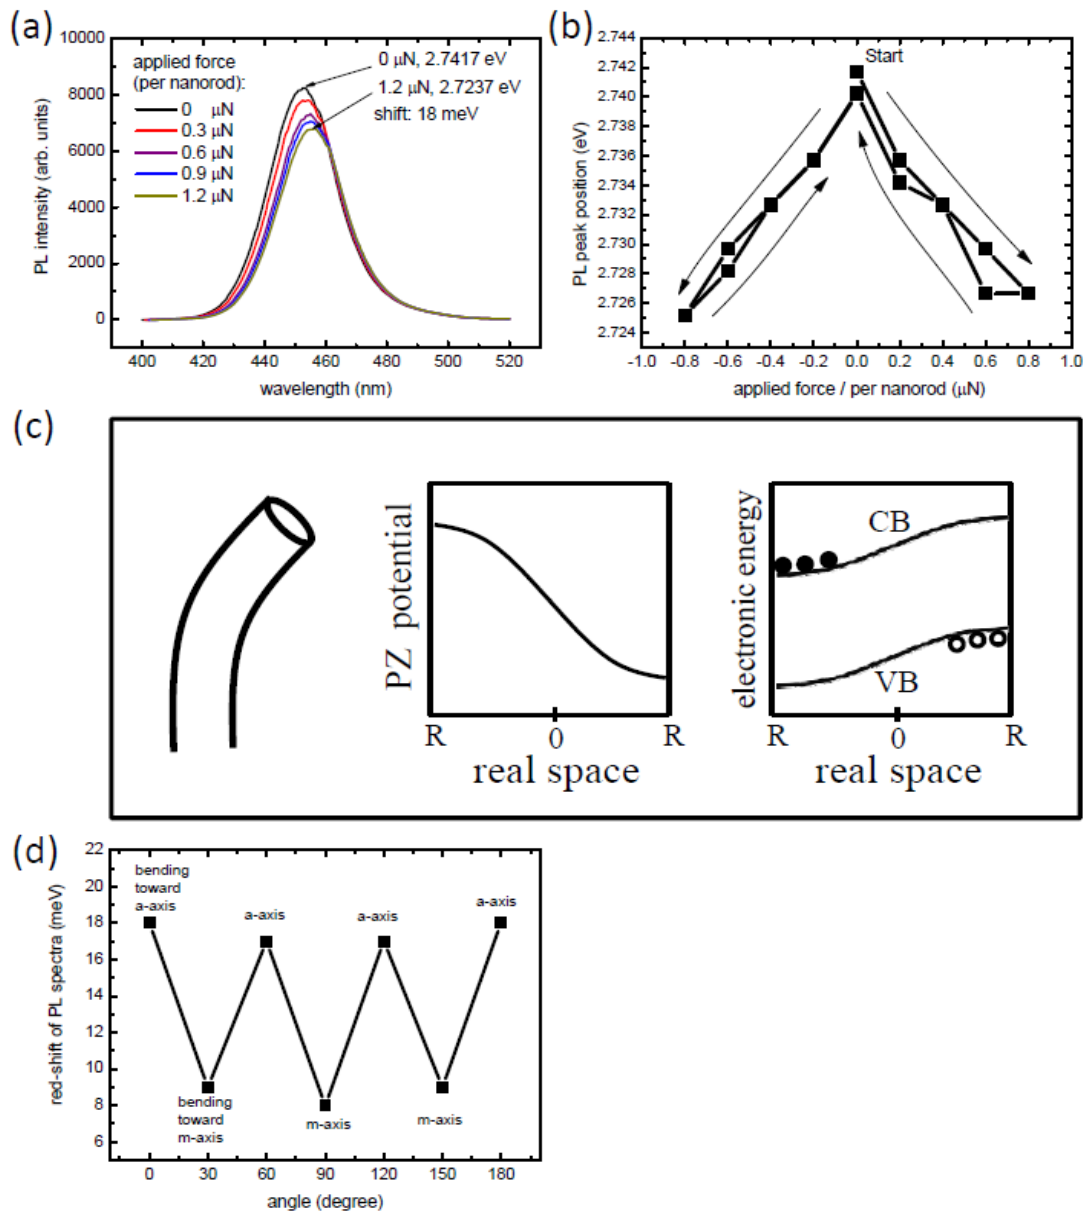 (a)
10000
8000
6000
4000
2000
0
PL intensity (arb. units)
applied force
(per nanorod):
0 μN
0.3 μN
0.6 μN
0.9 μN
1.2 μN
0 μN, 2.7417 eV
1.2 μN, 2.7237 eV
shift: 18 meV
400 420 440 460 480 500 520
wavelength (nm)
(b)
2.744
2.742
2.740
2.738
2.736
2.734
2.732
2.730
2.728
2.726
2.724
PL peak position (eV)
Start
-1.0 -0.8 -0.6 -0.4 -0.2 0.0 0.2 0.4 0.6 0.8 1.0
applied force / per nanorod (μN)
(c)
PZ potential
R 0 R
real space
electronic energy
CB
VB
R 0 R
real space
(d)
22
20
18
16
14
12
10
8
6
red-shift of PL spectra (meV)
bending
toward
a-axis
a-axis
a-axis
a-axis
bending
toward
m-axis
m-axis
m-axis
0 30 60 90 120 150 180
angle (degree)